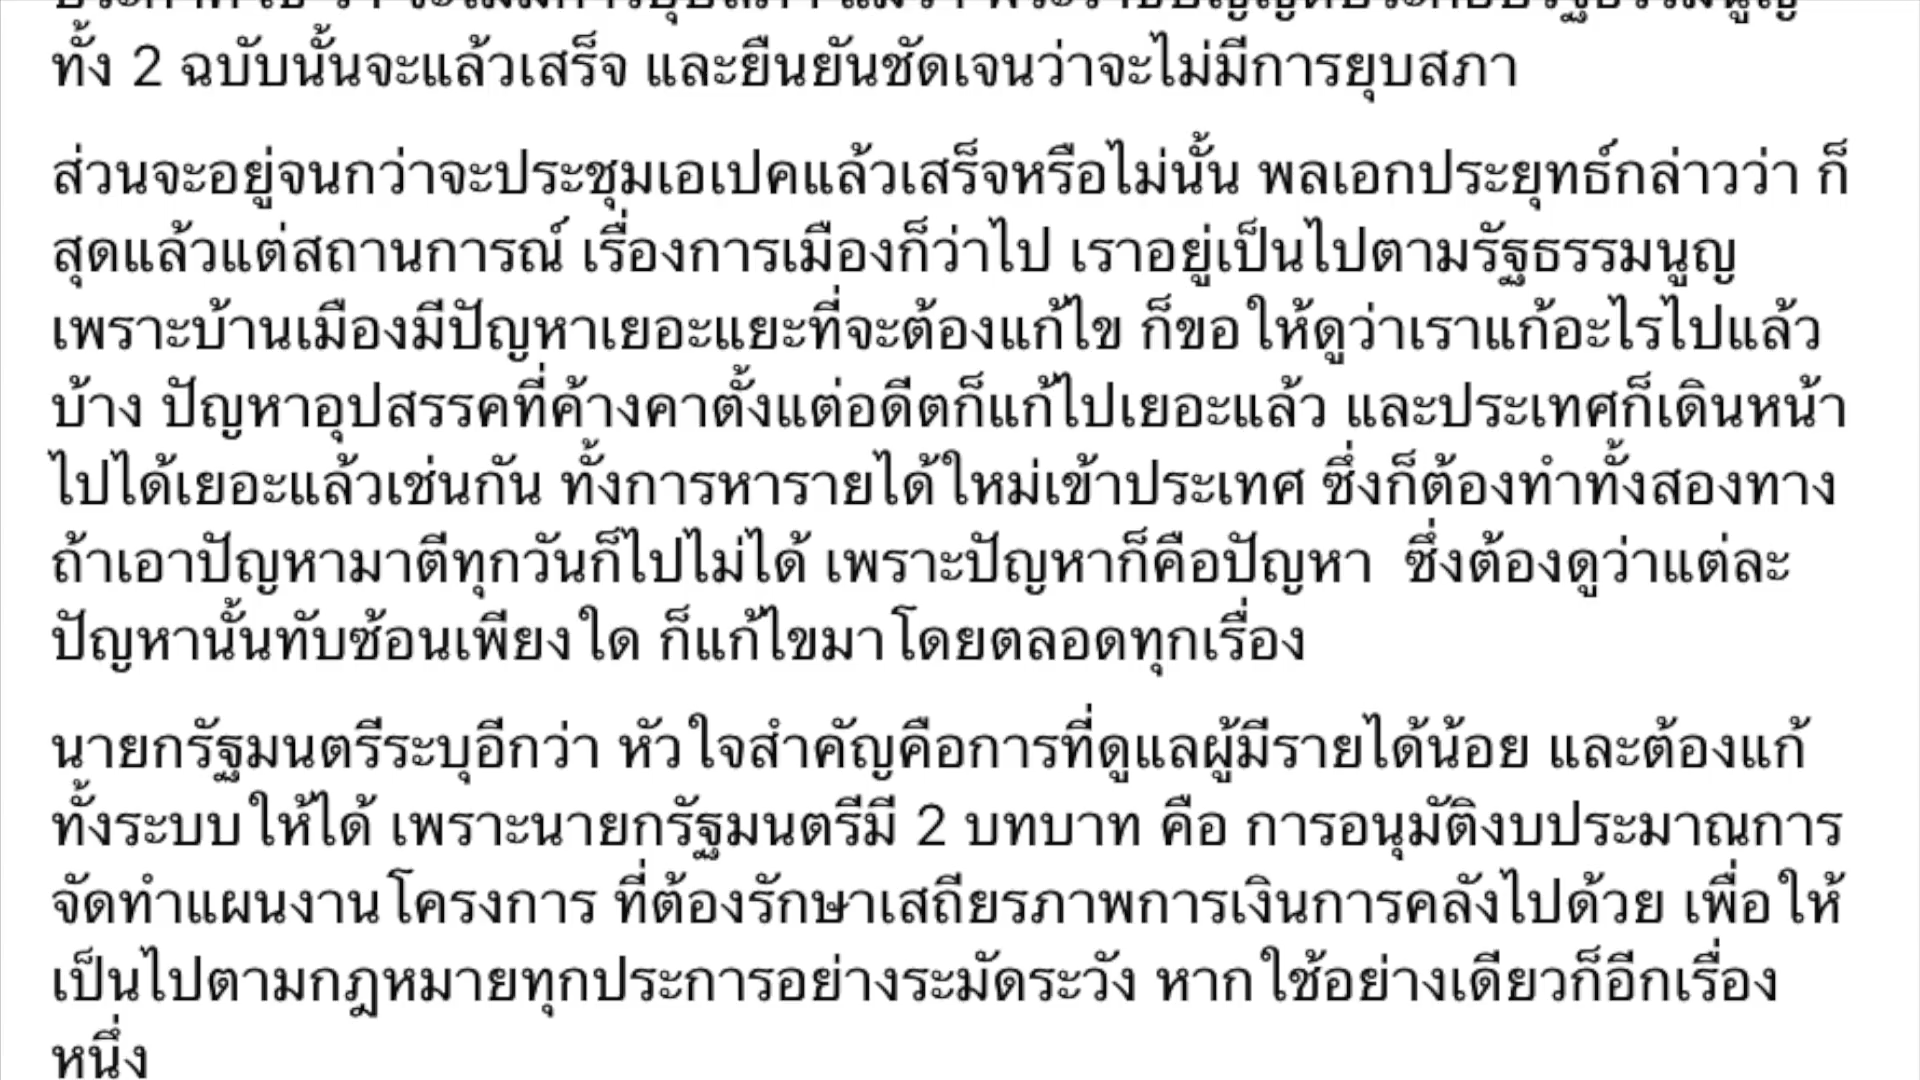 ทั้ง 2 ฉบับนั้นจะแล้วเสร็จ และยืนยันชัดเจนว่าจะไม่มีการยุบสภา
ส่วนจะอยู่จนกว่าจะประชุมเอเปคแล้วเสร็จหรือไม่นั้น พลเอกประยุทธ์กล่าวว่า ก็
สุดแล้วแต่สถานการณ์ เรื่องการเมืองก็ว่าไป เราอยู่เป็นไปตามรัฐธรรมนูญ
เพราะบ้านเมืองมีปัญหาเยอะแยะที่จะต้องแก้ไข ก็ขอให้ดูว่าเราแก้อะไรไปแล้ว
บ้าง ปัญหาอุปสรรคที่ค้างคาตั้งแต่อดีตก็แก้ไปเยอะแล้ว และประเทศก็เดินหน้า
ไปได้เยอะแล้วเช่นกัน ทั้งการหารายได้ใหม่เข้าประเทศ ซึ่งก็ต้องทำทั้งสองทาง
ถ้าเอาปัญหามาตีทุกวันก็ไปไม่ได้ เพราะปัญหาก็คือปัญหา  ซึ่งต้องดูว่าแต่ละ
ปัญหานั้นทับซ้อนเพียงใด ก็แก้ไขมาโดยตลอดทุกเรื่อง
นายกรัฐมนตรีระบุอีกว่า หัวใจสำคัญคือการที่ดูแลผู้มีรายได้น้อย และต้องแก้
ทั้งระบบให้ได้ เพราะนายกรัฐมนตรีมี 2 บทบาท คือ การอนุมัติงบประมาณการ
จัดทำแผนงานโครงการ ที่ต้องรักษาเสถียรภาพการเงินการคลังไปด้วย เพื่อให้
เป็นไปตามกฎหมายทุกประการอย่างระมัดระวัง หากใช้อย่างเดียวก็อีกเรื่อง
หนึ่ง